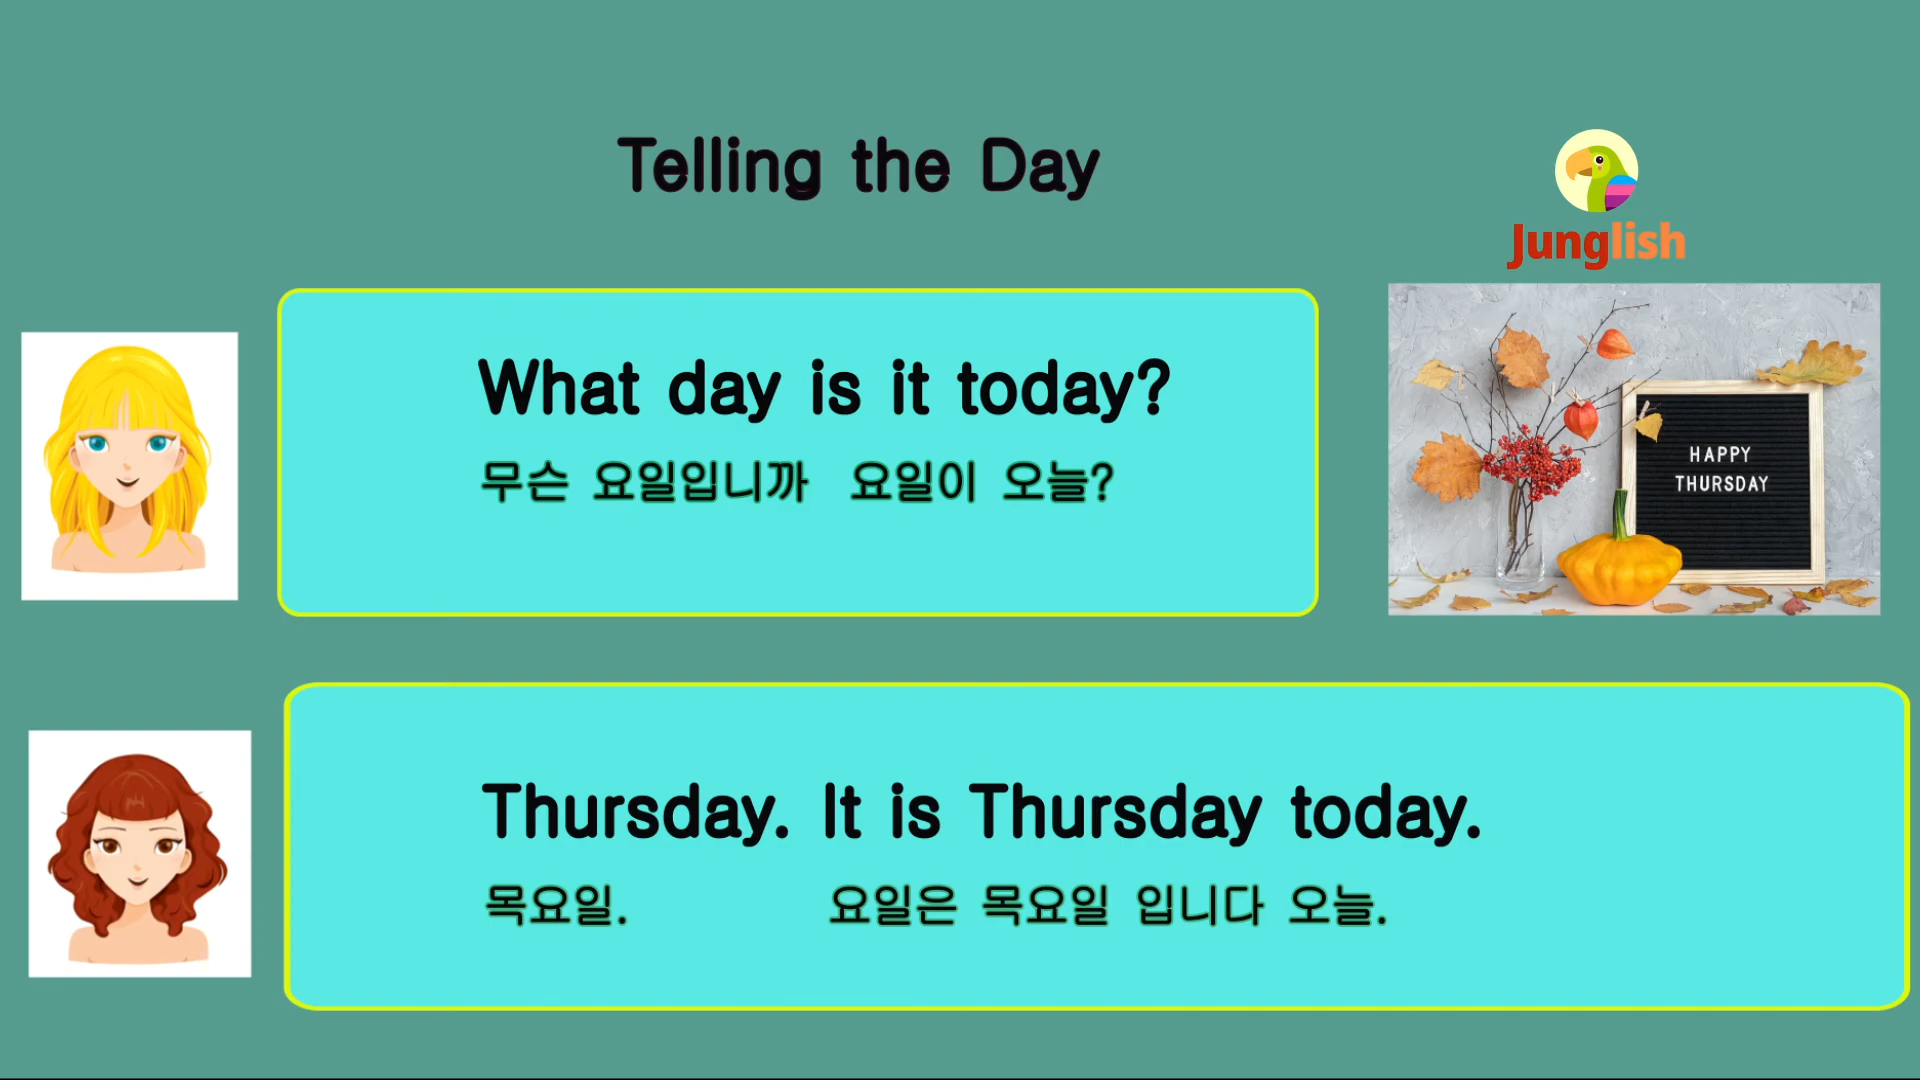 Telling the Day
Junglish
What day is it today?
무슨 요일입니까 요일이 오늘?
HAPPY
THURSDAY
Thursday. It is Thursday today.
목요일. 요일은 목요일 입니다 오늘.